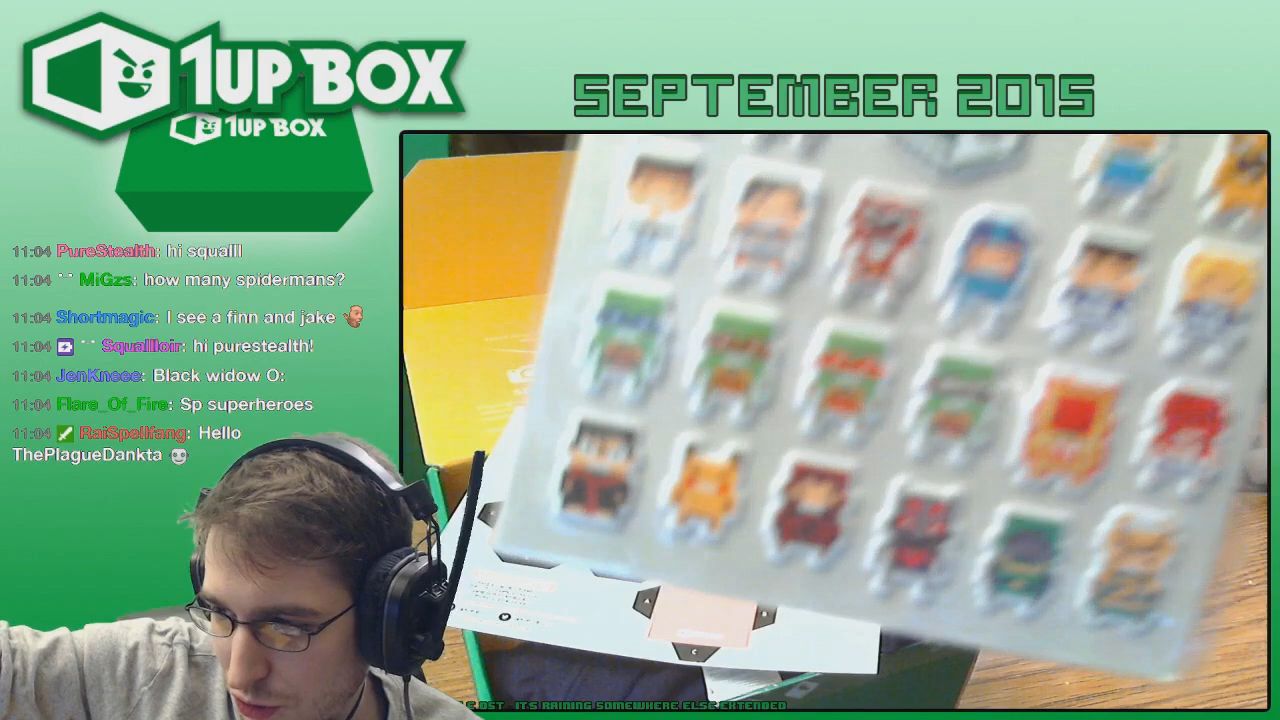 1UP BOX
1UP BOX
SEPTEMBER 2015
11:04 PureStealth: hi squalll
11:04 MiGzs: how many spidermans?
11:04 Shortmagic: I see a finn and jake
11:04 Squallloir: hi purestealth!
11:04 JenKneee: Black widow O:
11:04 Flare_Of_Fire: Sp superheroes
11:04 RaiSpellfang: Hello
ThePlagueDankta
A
B
C
OST - IT'S RAINING SOMEWHERE ELSE EXTENDED